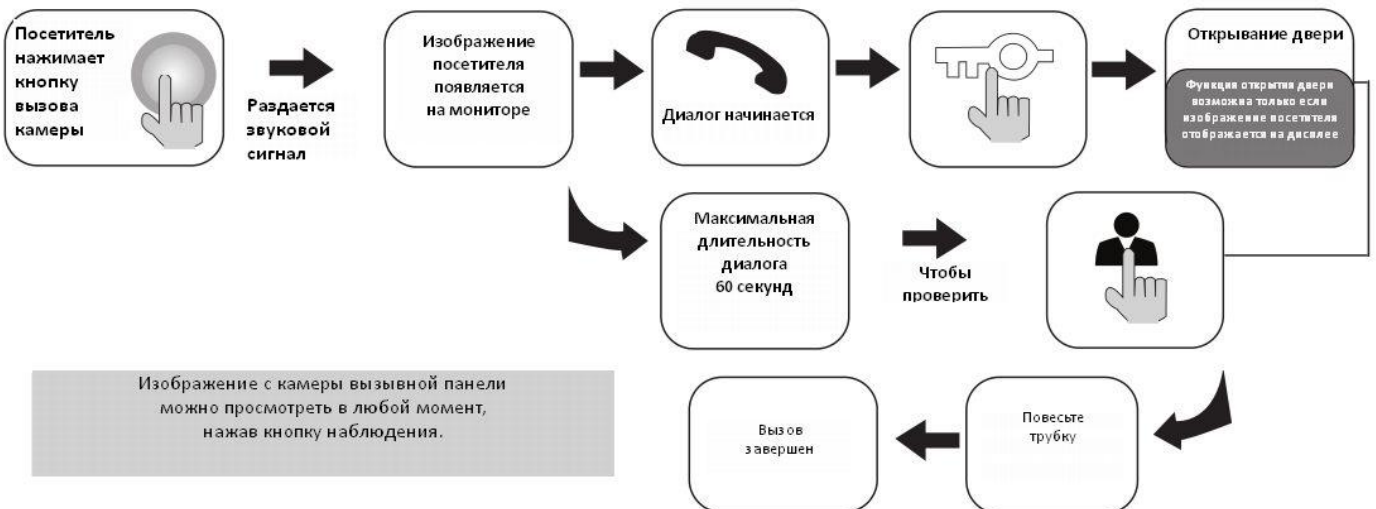 Посетитель
нажимает
кнопку
вызова
камеры
Раздается
звуковой
сигнал
Изображение
посетителя
появляется
на мониторе
Диалог начинается
Открывание двери
Функция открытия двери
возможна только если
изображение посетителя
отображается на дисплее
Максимальная
длительность
диалога
60 секунд
Чтобы
проверить
Изображение с камеры вызывной панели
можно просмотреть в любой момент,
нажав кнопку наблюдения.
Вызов
завершен
Повесьте
трубку